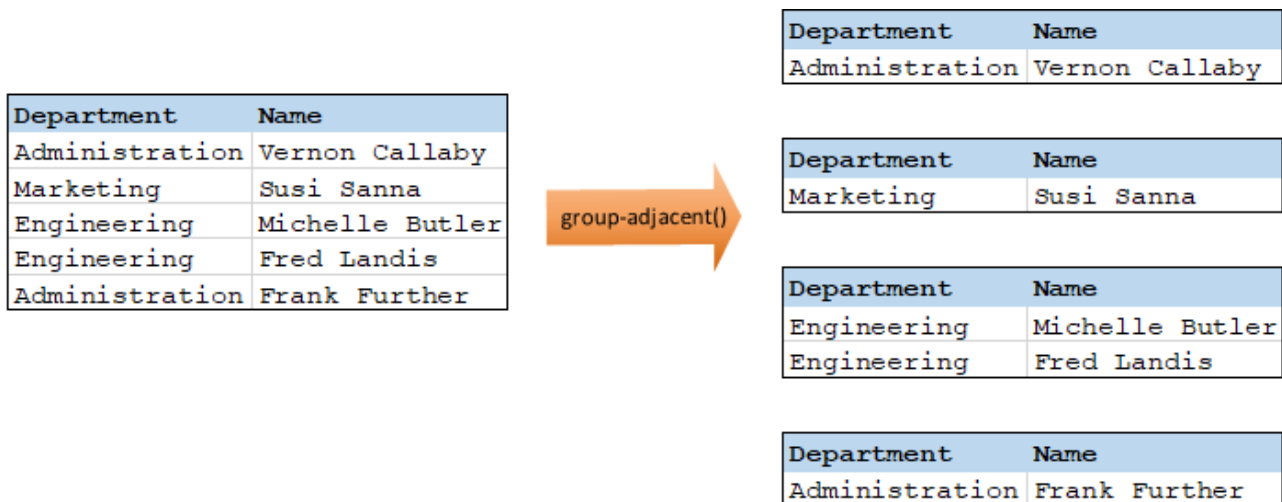 Department Name
Administration Vernon Callaby
Marketing Susi Sanna
Engineering Michelle Butler
Engineering Fred Landis
Administration Frank Further
group-adjacent()
Department Name
Administration Vernon Callaby
Department Name
Marketing Susi Sanna
Department Name
Engineering Michelle Butler
Engineering Fred Landis
Department Name
Administration Frank Further